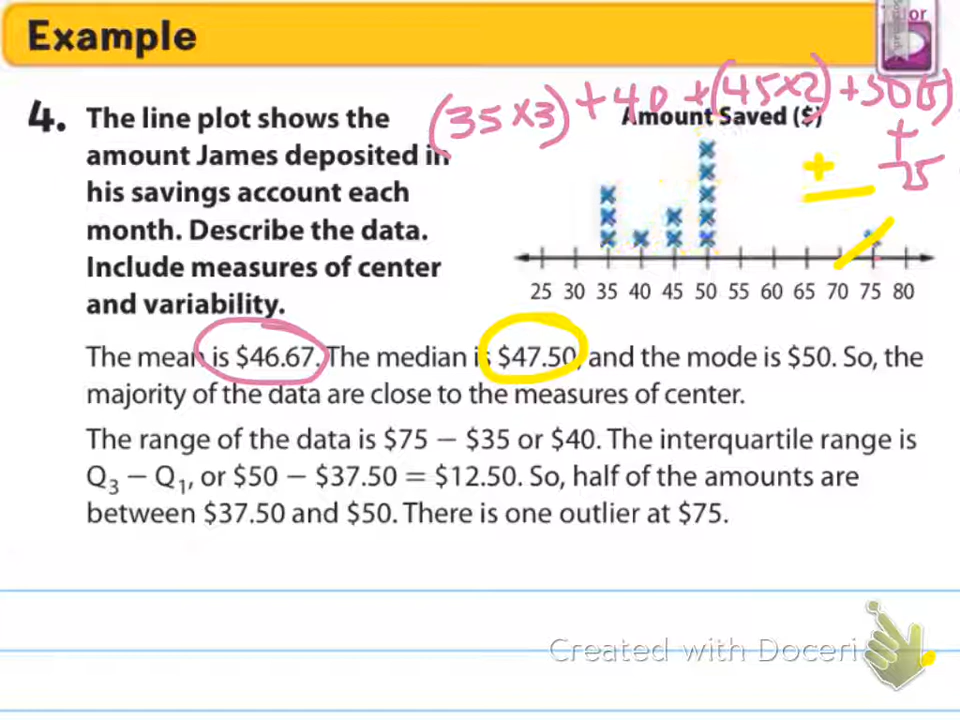 Example
Tutor
(35 x 3) + 40 + (45 x 2) + 50(5)
+
75
+
4. The line plot shows the
amount James deposited in
his savings account each
month. Describe the data.
Include measures of center
and variability.
Amount Saved ($)
25 30 35 40 45 50 55 60 65 70 75 80
The mean is $46.67. The median is $47.50, and the mode is $50. So, the
majority of the data are close to the measures of center.
The range of the data is $75 − $35 or $40. The interquartile range is
Q₃ − Q₁, or $50 − $37.50 = $12.50. So, half of the amounts are
between $37.50 and $50. There is one outlier at $75.
Created with Doceri